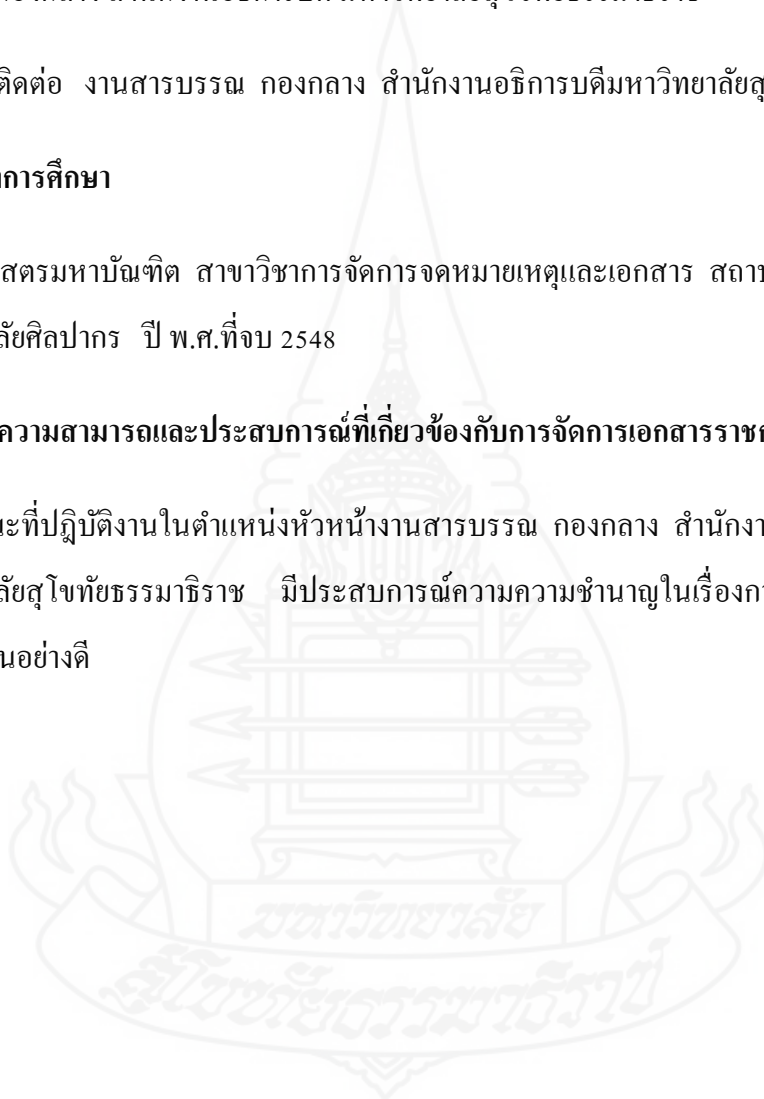 ติดต่อ งานสารบรรณ กองกลาง สำนักงานอธิการบดีมหาวิทยาลัยสุ
การศึกษา
สตรมหาบัณฑิต สาขาวิชาการจัดการจดหมายเหตุและเอกสาร สถาบ
ลัยศิลปากร ปี พ.ศ.ที่จบ 2548
ความสามารถและประสบการณ์ที่เกี่ยวข้องกับการจัดการเอกสารราชก
ะที่ปฎิบัติงานในตำแหน่งหัวหน้างานสารบรรณ กองกลาง สำนักงา
ลัยสุโขทัยธรรมาธิราช มีประสบการณ์ความความชำนาญในเรื่องกา
นอย่างดี
มหาวิทยาลัย
สุโขทัยธรรมาธิราช